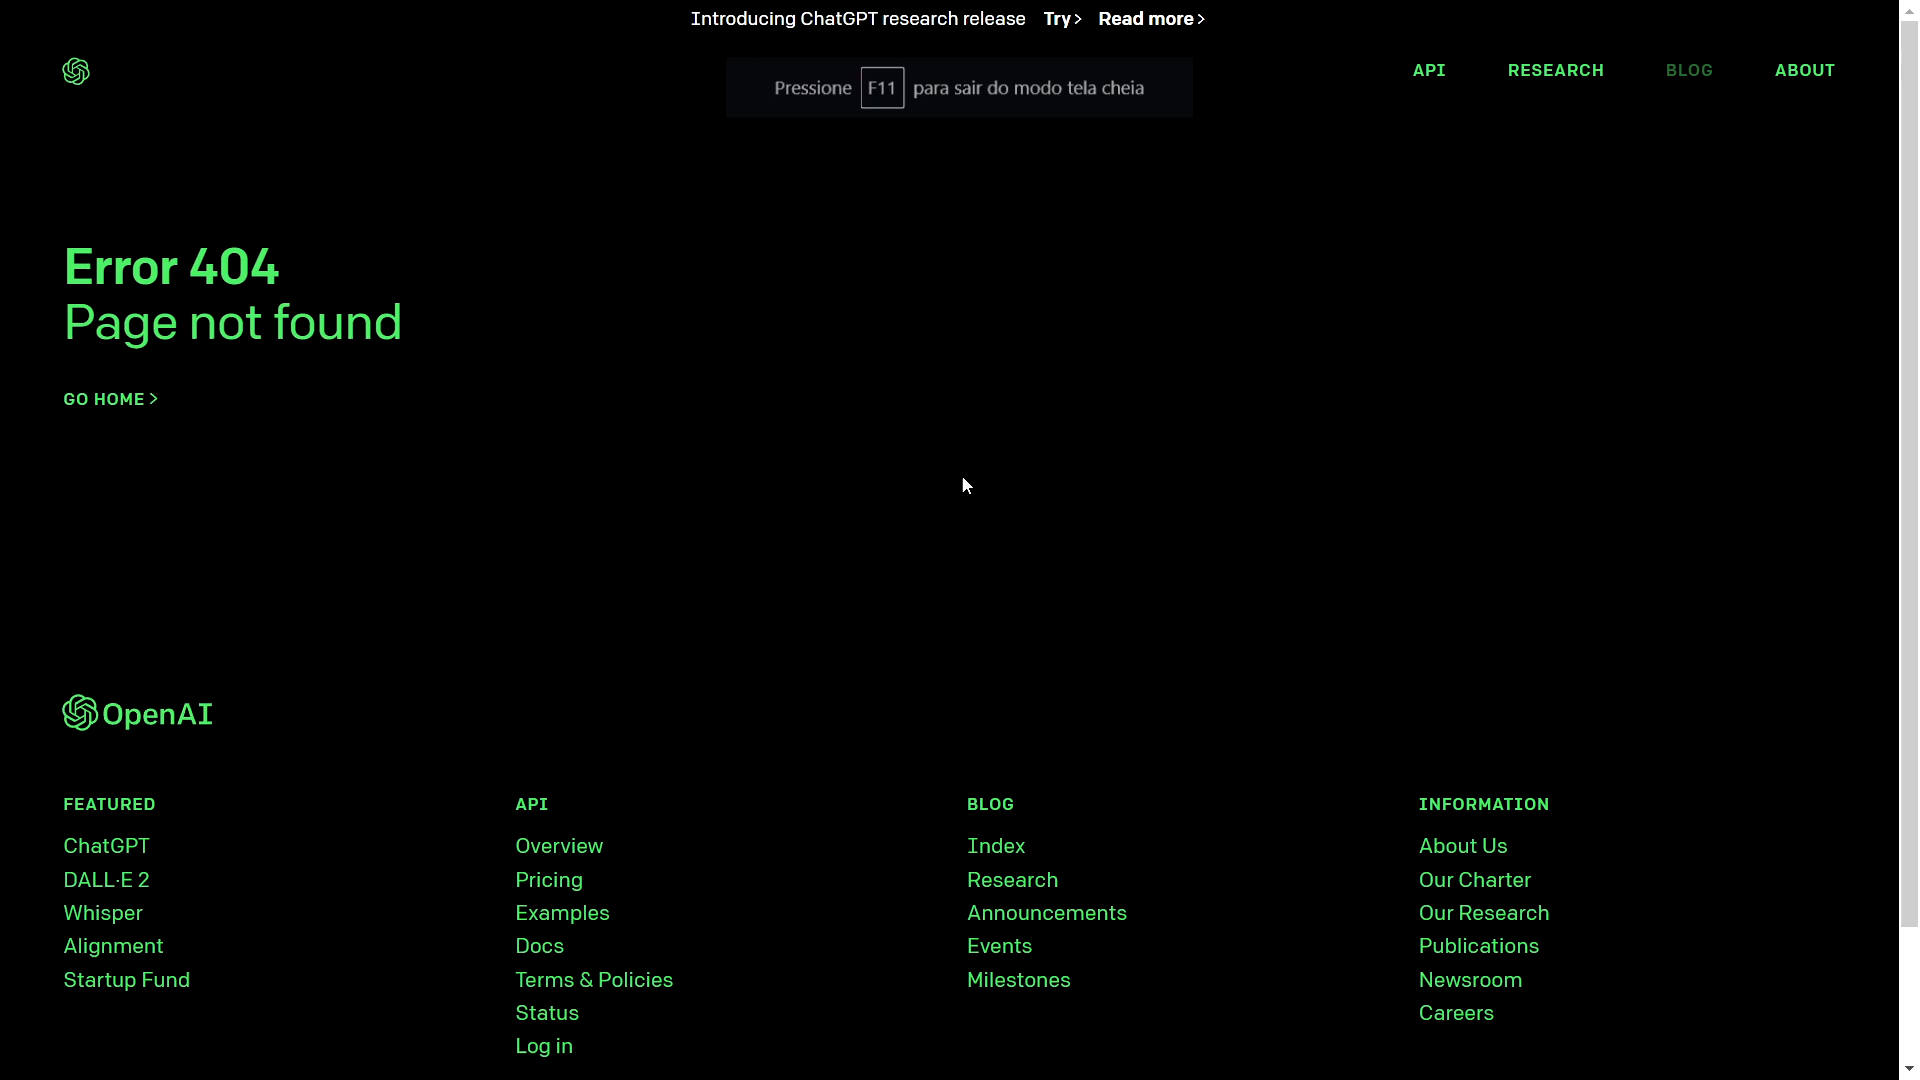 Introducing ChatGPT research release Try> Read more>
API RESEARCH BLOG ABOUT
Pressione F11 para sair do modo tela cheia
Error 404
Page not found
GO HOME >
OpenAI
FEATURED
ChatGPT
DALL·E 2
Whisper
Alignment
Startup Fund
API
Overview
Pricing
Examples
Docs
Terms & Policies
Status
Log in
BLOG
Index
Research
Announcements
Events
Milestones
INFORMATION
About Us
Our Charter
Our Research
Publications
Newsroom
Careers